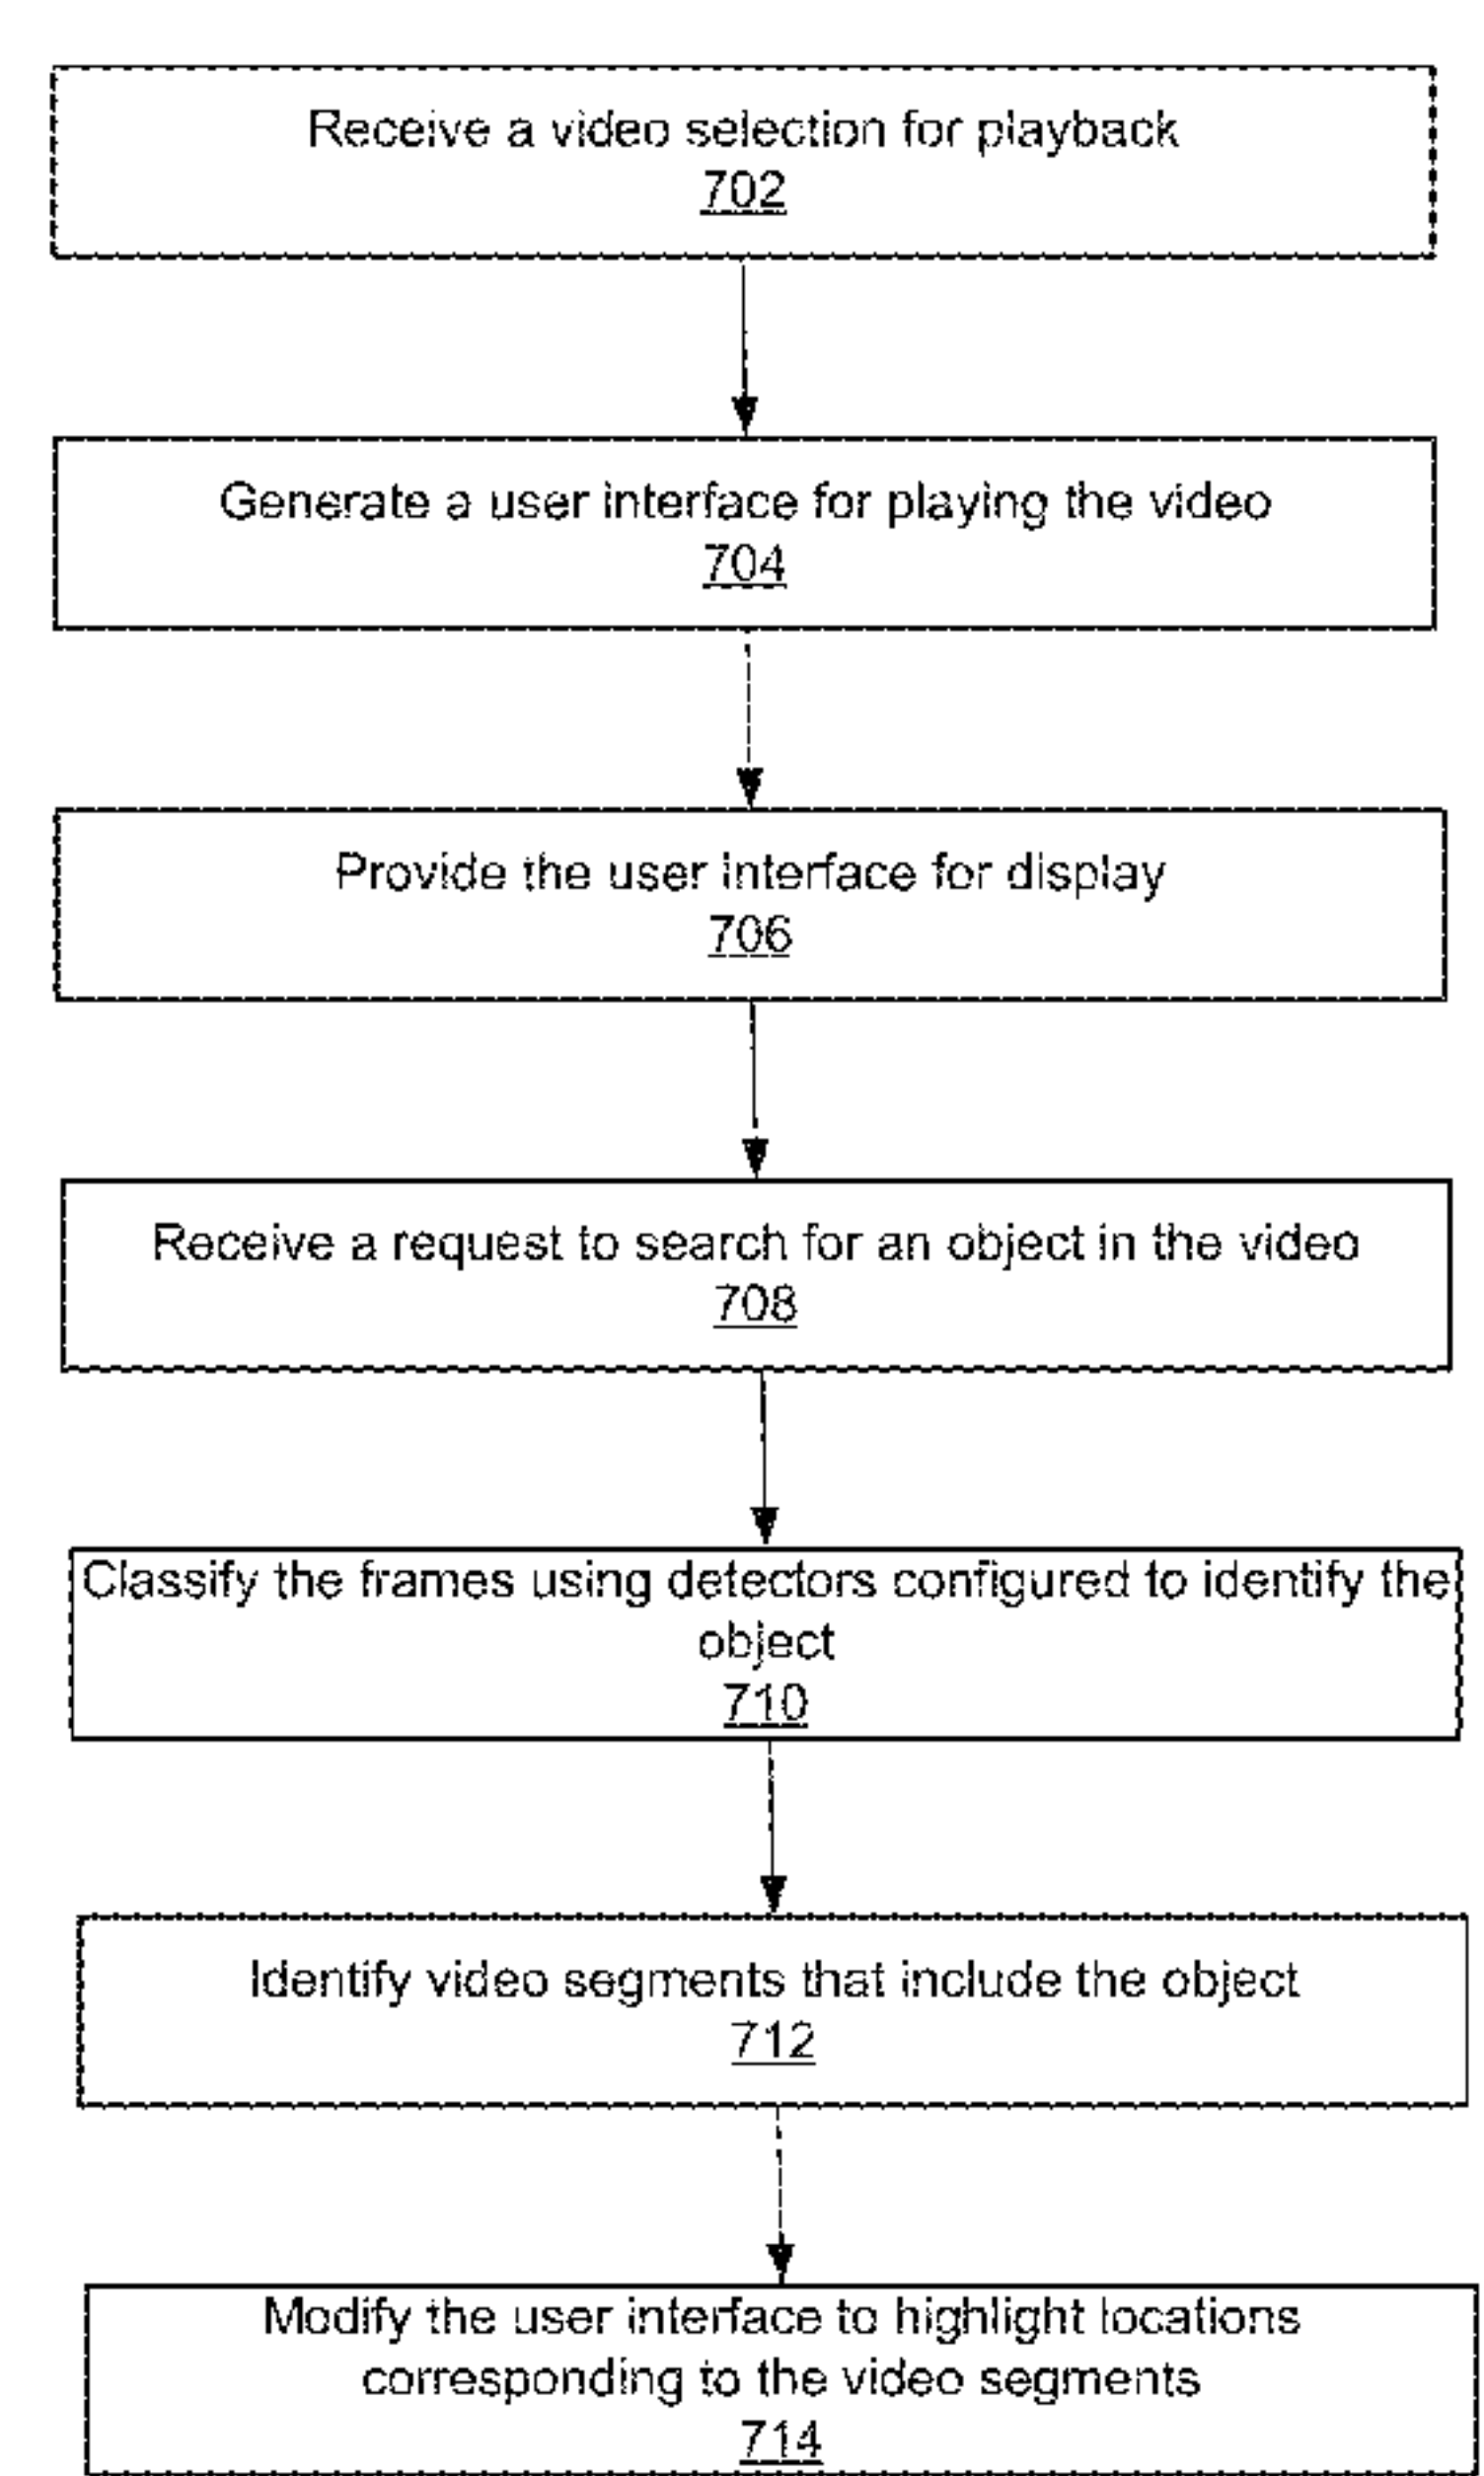 Receive a video selection for playback
702
Generate a user interface for playing the video
704
Provide the user interface for display
706
Receive a request to search for an object in the video
708
Classify the frames using detectors configured to identify the
object
710
Identify video segments that include the object
712
Modify the user interface to highlight locations
corresponding to the video segments
714